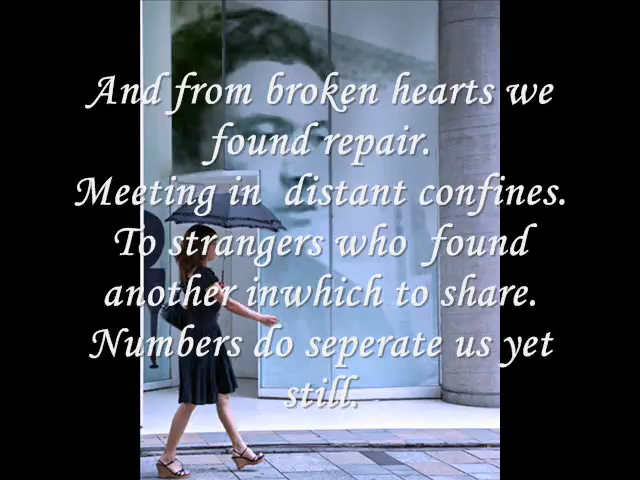 And from broken hearts we
found repair.
Meeting in distant confines.
To strangers who found
another inwhich to share.
Numbers do seperate us yet
still.